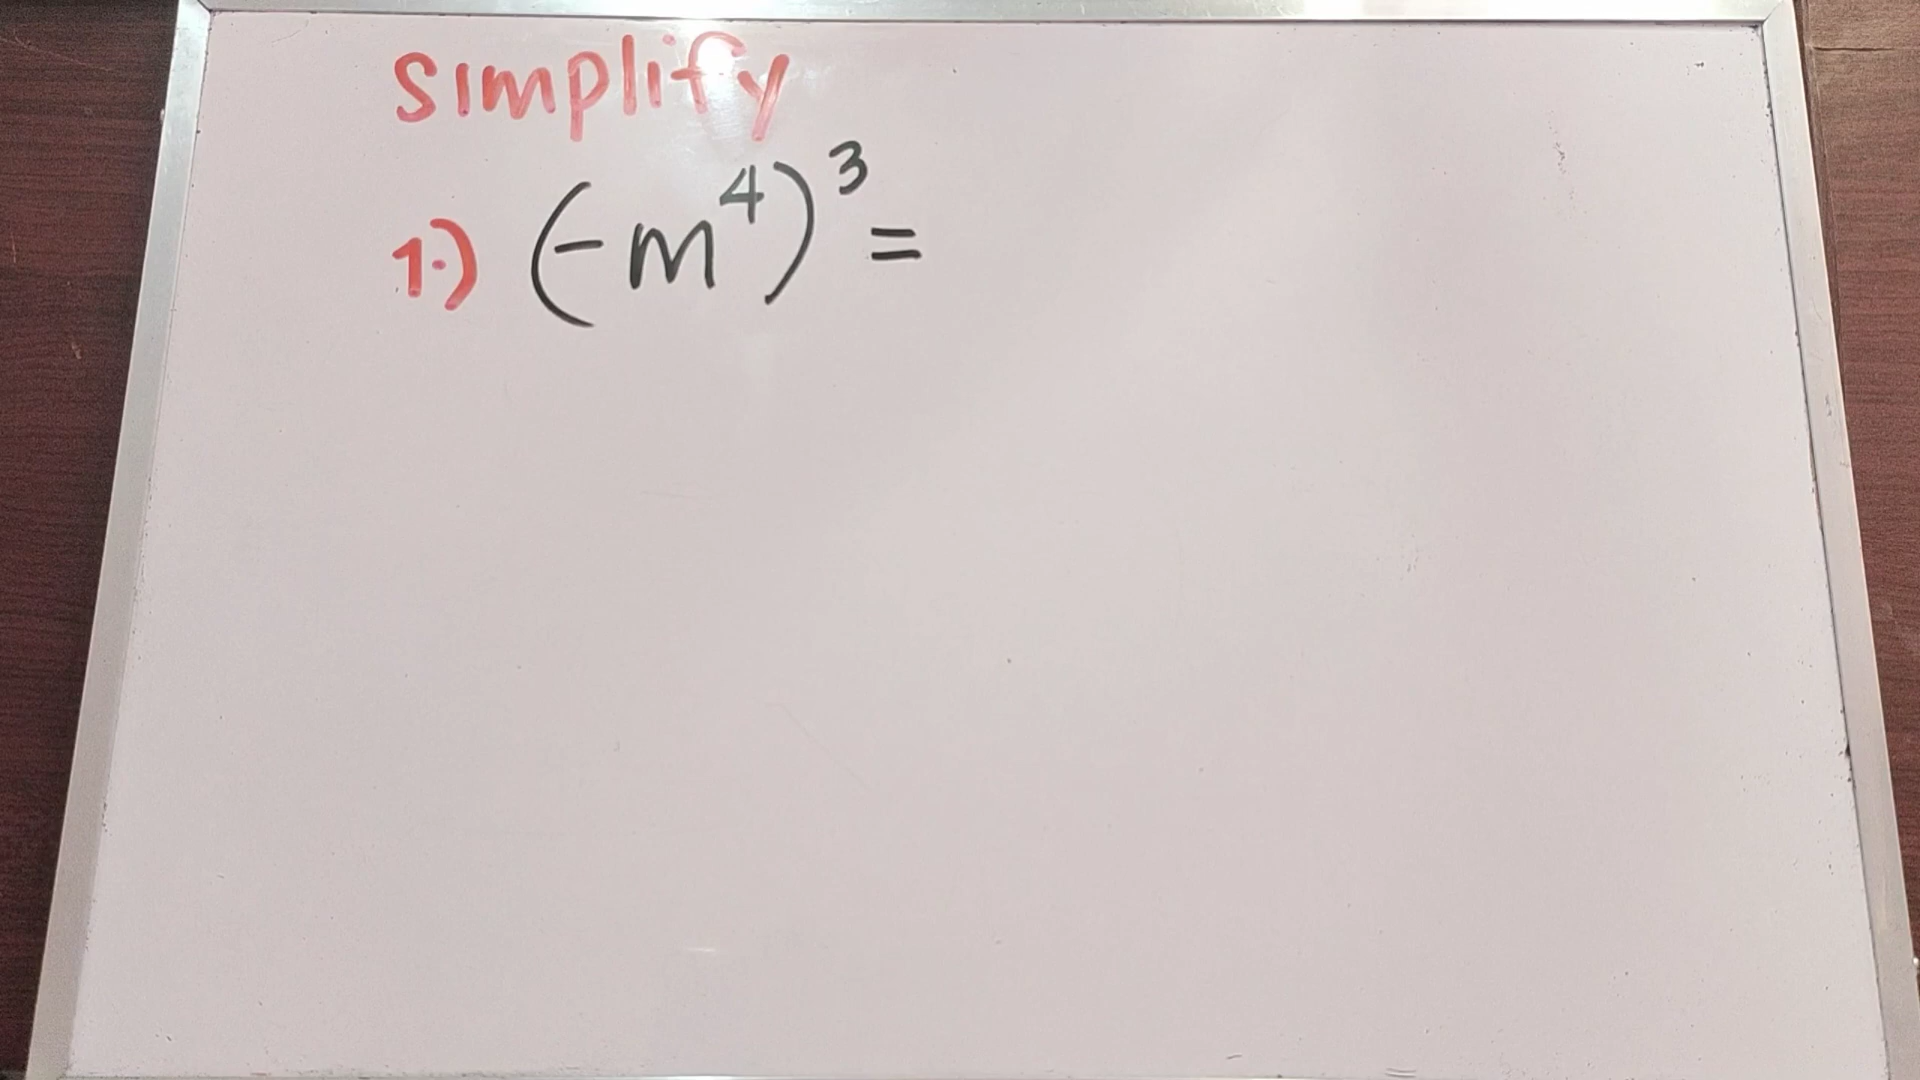 simplify
1.) (-m⁴)³ =